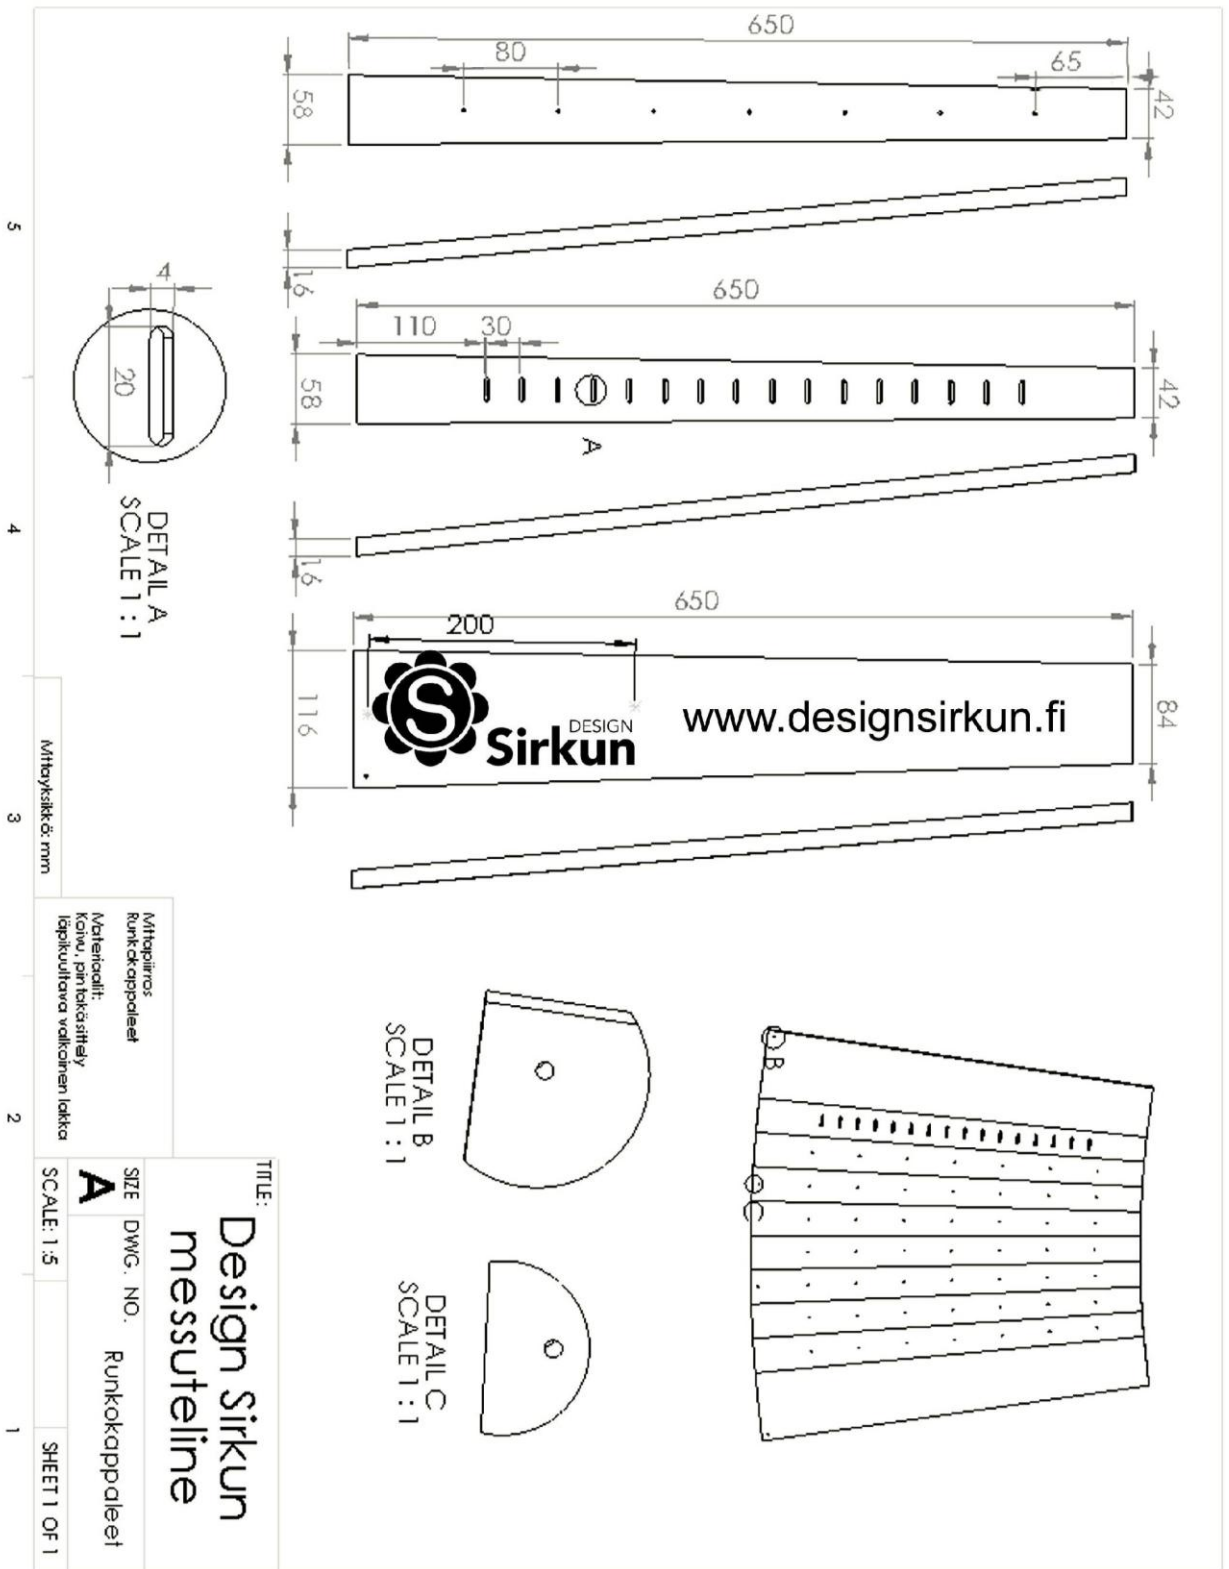 650
80
65
58
42
16
650
110
30
58
42
A
16
4
20
DETAIL A
SCALE 1 : 1
650
200
116
84
S
DESIGN
Sirkun
www.designsirkun.fi
B
C
DETAIL B
SCALE 1 : 1
DETAIL C
SCALE 1 : 1
5
4
3
2
1
Mittayksikkö: mm
Mittapiirros
Runkokappaleet
Materiaalit:
Koivu, pintakäsittely
läpikuultava valkoinen lakka
TITLE:
Design Sirkun
messuteline
SIZE
DWG. NO.
A
Runkokappaleet
SCALE: 1:5
SHEET 1 OF 1